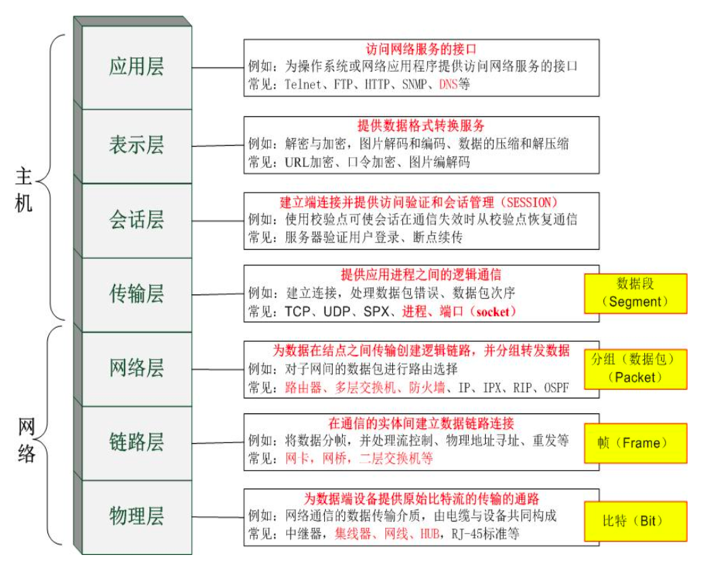 应用层
访问网络服务的接口
例如：为操作系统或网络应用程序提供访问网络服务的接口
常见：Telnet、FTP、HTTP、SNMP、DNS等
表示层
提供数据格式转换服务
例如：解密与加密，图片解码和编码、数据的压缩和解压缩
常见：URL加密、口令加密、图片编解码
主机
会话层
建立端连接并提供访问验证和会话管理（SESSION）
例如：使用校验点可使会话在通信失效时从校验点恢复通信
常见：服务器验证用户登录、断点续传
传输层
提供应用进程之间的逻辑通信
例如：建立连接，处理数据包错误、数据包次序
常见：TCP、UDP、SPX、进程、端口（socket）
数据段
（Segment）
网络层
为数据在结点之间传输创建逻辑链路，并分组转发数据
例如：对子网间的数据包进行路由选择
常见：路由器、多层交换机、防火墙、IP、IPX、RIP、OSPF
分组（数据包）
（Packet）
网络
链路层
在通信的实体间建立数据链路连接
例如：将数据分帧，并处理流控制、物理地址寻址、重发等
常见：网卡，网桥，二层交换机等
帧（Frame）
物理层
为数据端设备提供原始比特流的传输的通路
例如：网络通信的数据传输介质，由电缆与设备共同构成
常见：中继器，集线器、网线、HUB，RJ-45标准等
比特（Bit）